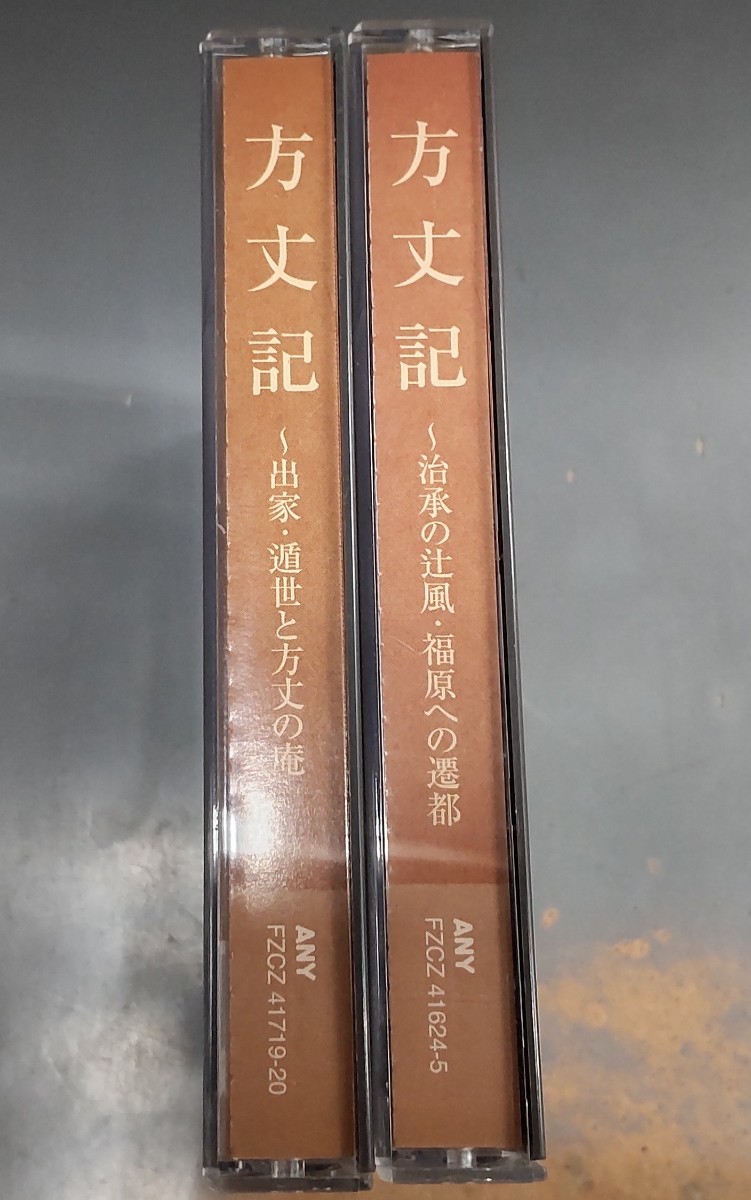 方丈記
～出家・遁世と方丈の庵
ANY
FZCZ 41719-20
方丈記
～治承の辻風・福原への遷都
ANY
FZCZ 41624-5